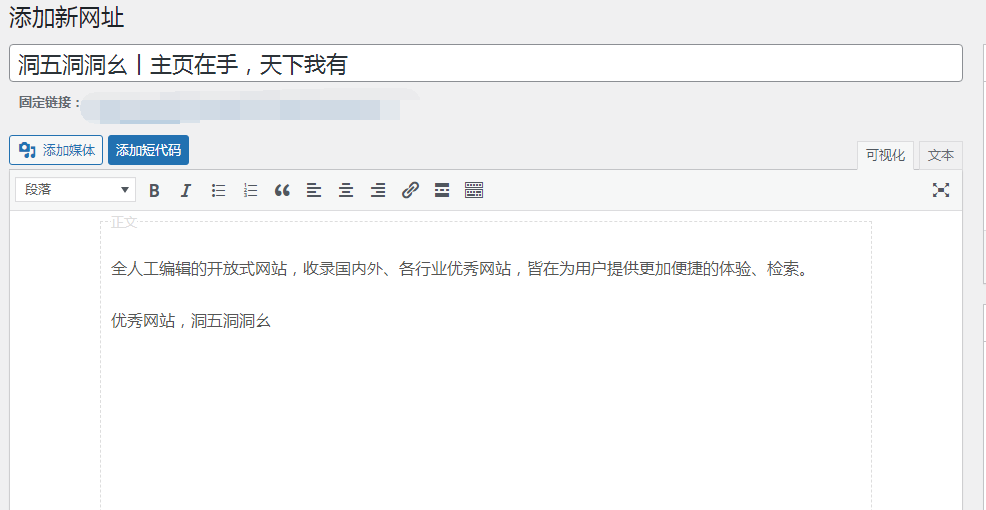 添加新网址
洞五洞洞幺丨主页在手，天下我有
固定链接：
添加媒体 添加短代码 可视化 文本
段落 B I
正文
全人工编辑的开放式网站，收录国内外、各行业优秀网站，皆在为用户提供更加便捷的体验、检索。
优秀网站，洞五洞洞幺